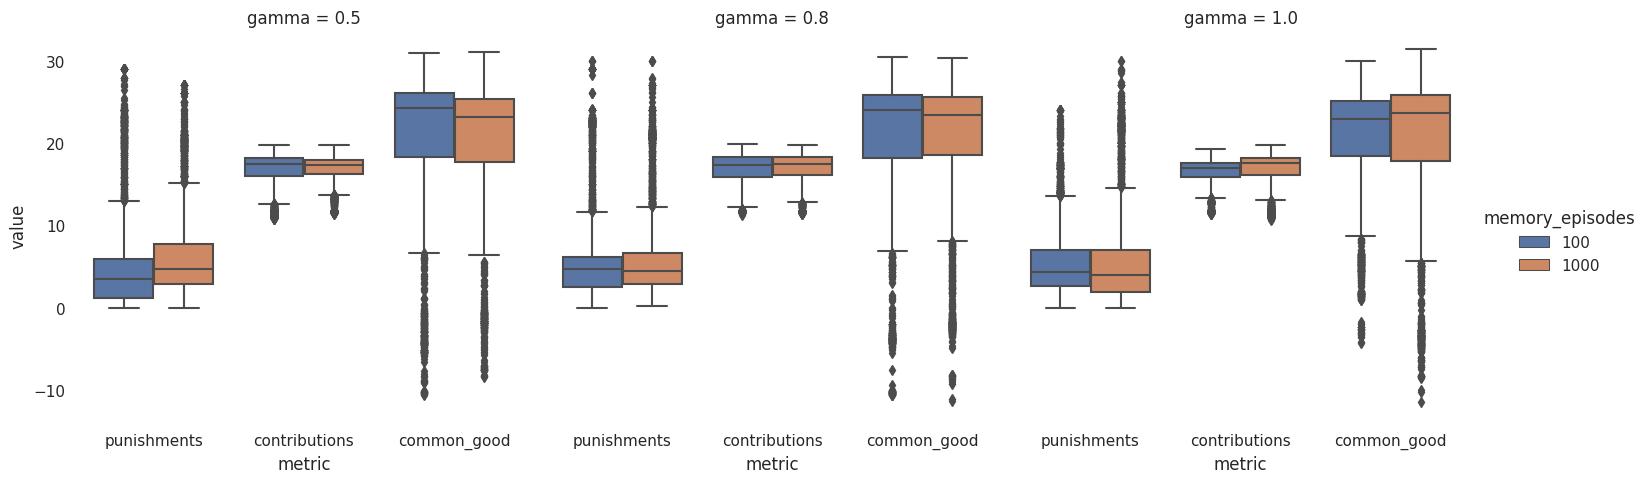 gamma = 0.5
gamma = 0.8
gamma = 1.0
value
30
20
10
0
−10
punishments
contributions
common_good
punishments
contributions
common_good
punishments
contributions
common_good
metric
metric
metric
memory_episodes
100
1000